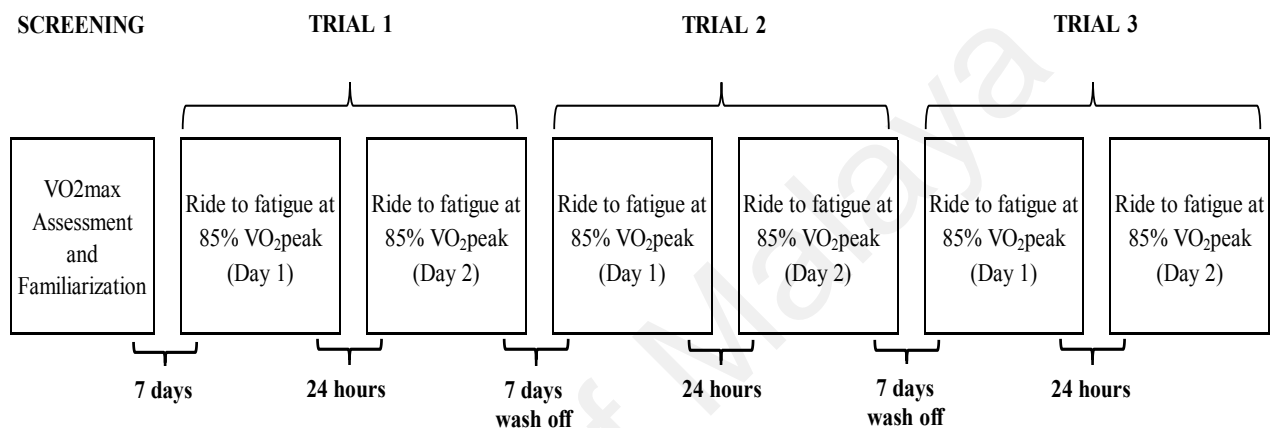 SCREENING TRIAL 1 TRIAL 2 TRIAL 3
VO2max
Assessment
and
Familiarization
Ride to fatigue at
85% VO₂peak
(Day 1)
Ride to fatigue at
85% VO₂peak
(Day 2)
Ride to fatigue at
85% VO₂peak
(Day 1)
Ride to fatigue at
85% VO₂peak
(Day 2)
Ride to fatigue at
85% VO₂peak
(Day 1)
Ride to fatigue at
85% VO₂peak
(Day 2)
7 days
24 hours
7 days
wash off
24 hours
7 days
wash off
24 hours
of Malaya